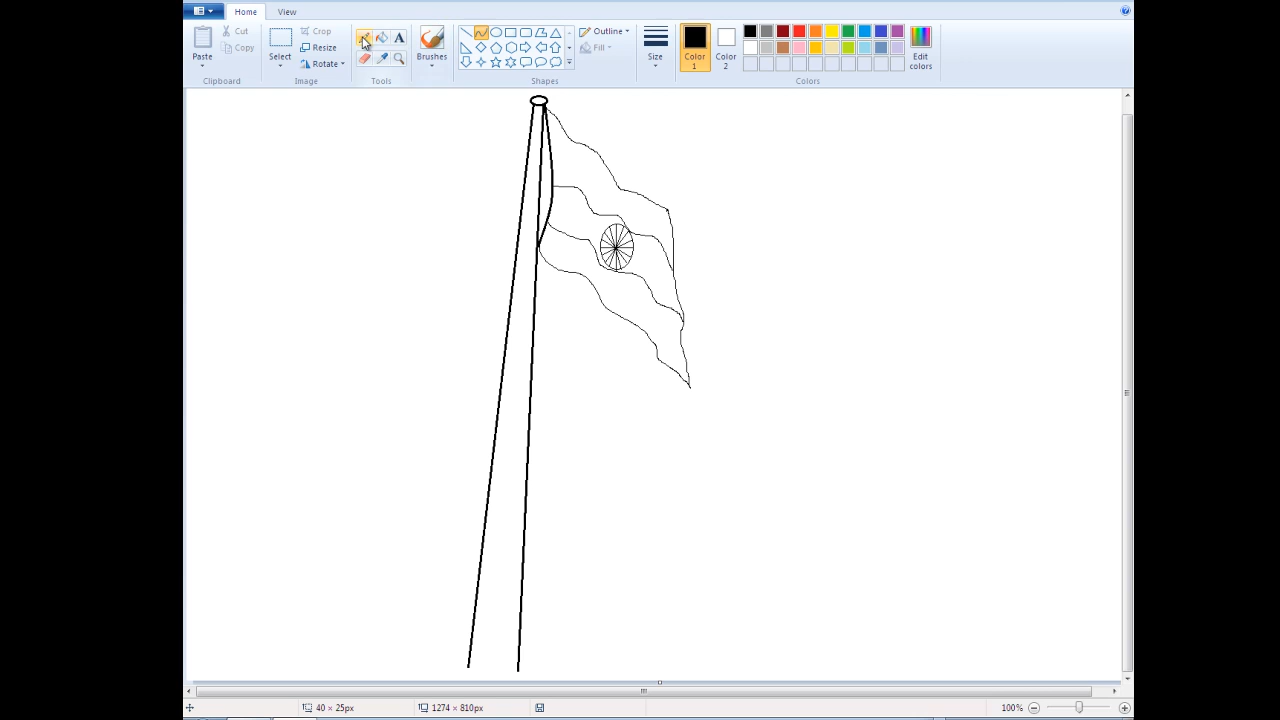 Home View
Paste
Cut
Copy
Clipboard
Select
Crop
Resize
Rotate
Image
A
Tools
Brushes
Shapes
Outline
Fill
Size
Color
1
Color
2
Edit
colors
Colors
40 × 25px
1274 × 810px
100%